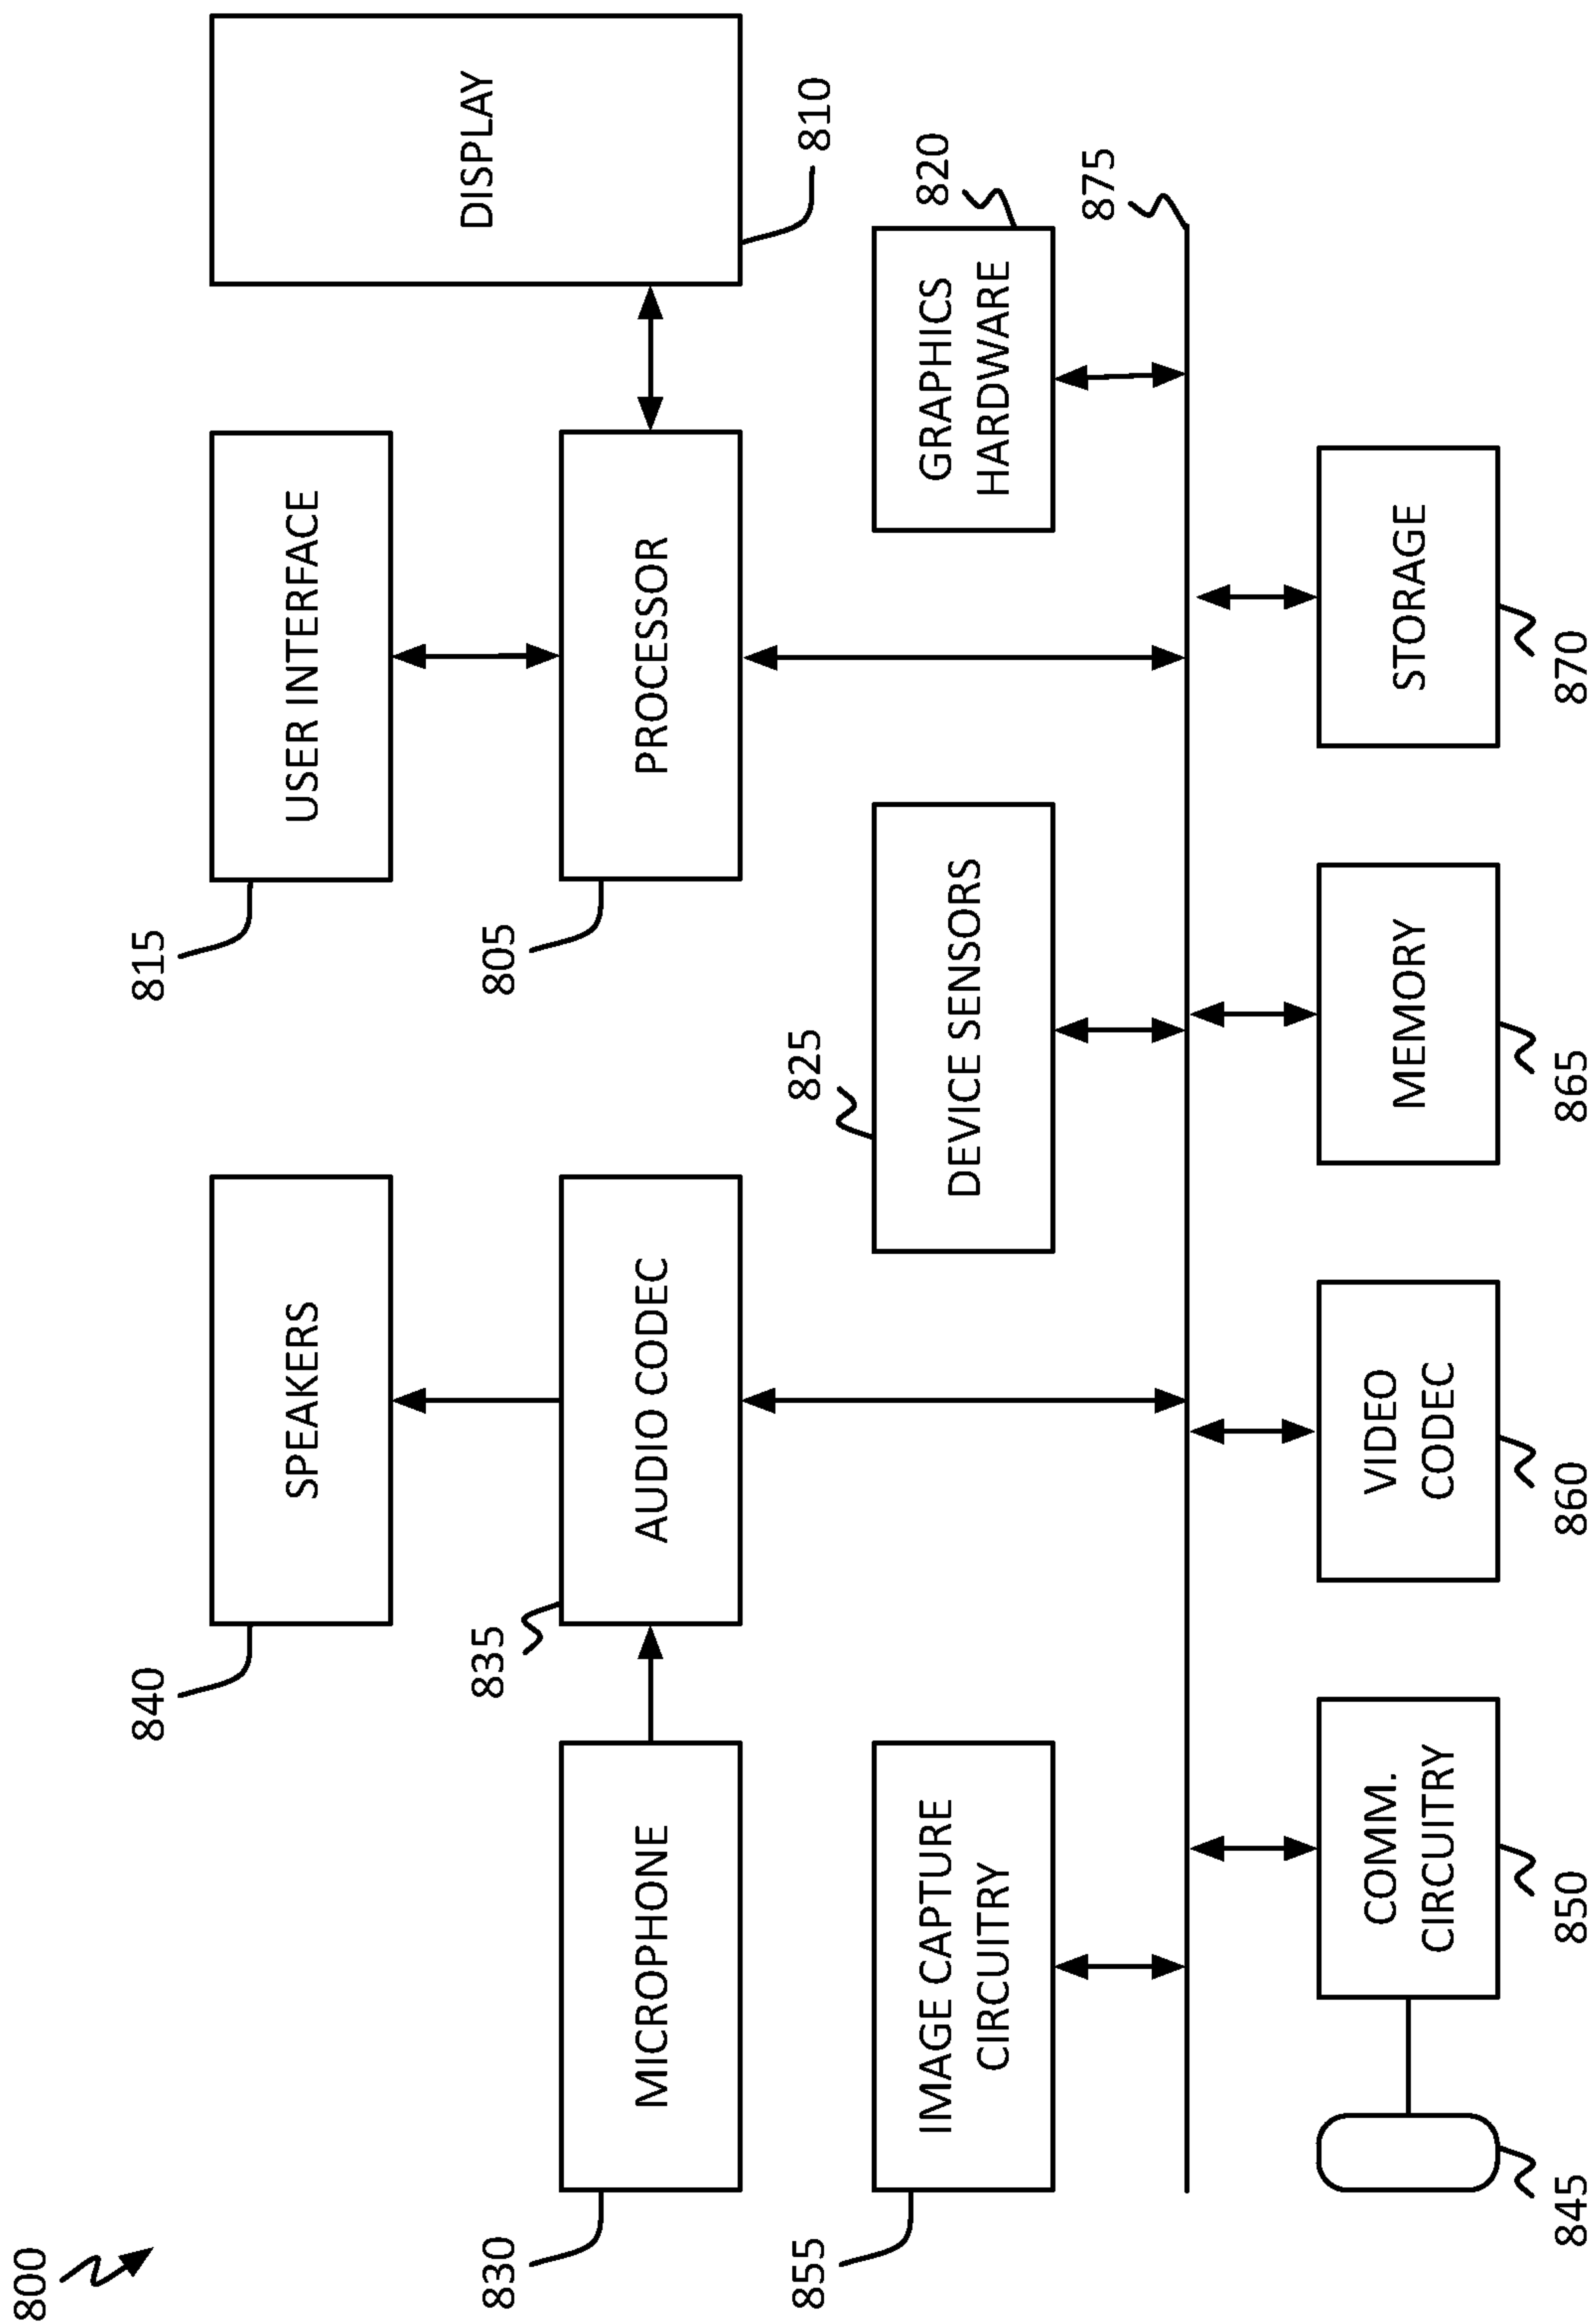 800
840
SPEAKERS
815
USER INTERFACE
DISPLAY
830
MICROPHONE
835
AUDIO CODEC
805
PROCESSOR
810
855
IMAGE CAPTURE
CIRCUITRY
825
DEVICE SENSORS
GRAPHICS
HARDWARE
820
875
845
COMM.
CIRCUITRY
850
VIDEO
CODEC
860
MEMORY
865
STORAGE
870